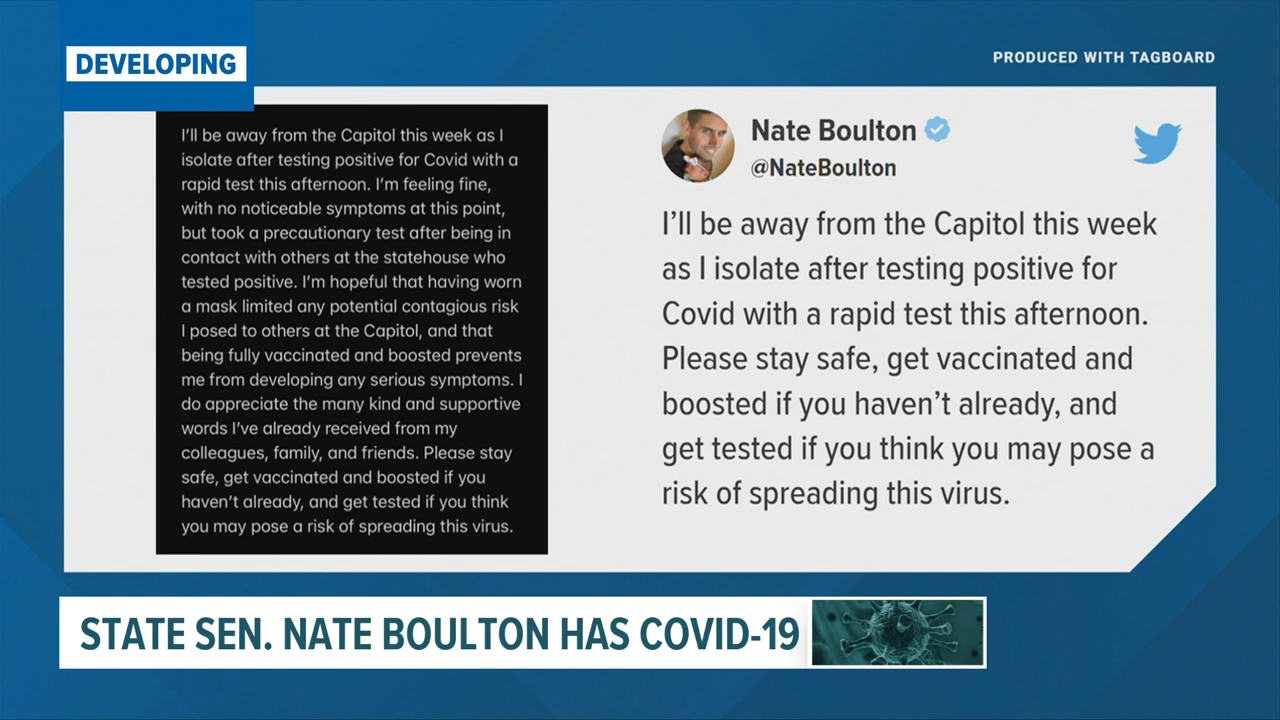 DEVELOPING
PRODUCED WITH TAGBOARD
I'll be away from the Capitol this week as I
isolate after testing positive for Covid with a
rapid test this afternoon. I'm feeling fine,
with no noticeable symptoms at this point,
but took a precautionary test after being in
contact with others at the statehouse who
tested positive. I'm hopeful that having worn
a mask limited any potential contagious risk
I posed to others at the Capitol, and that
being fully vaccinated and boosted prevents
me from developing any serious symptoms. I
do appreciate the many kind and supportive
words I've already received from my
colleagues, family, and friends. Please stay
safe, get vaccinated and boosted if you
haven't already, and get tested if you think
you may pose a risk of spreading this virus.
Nate Boulton
@NateBoulton
I'll be away from the Capitol this week
as I isolate after testing positive for
Covid with a rapid test this afternoon.
Please stay safe, get vaccinated and
boosted if you haven't already, and
get tested if you think you may pose a
risk of spreading this virus.
STATE SEN. NATE BOULTON HAS COVID-19